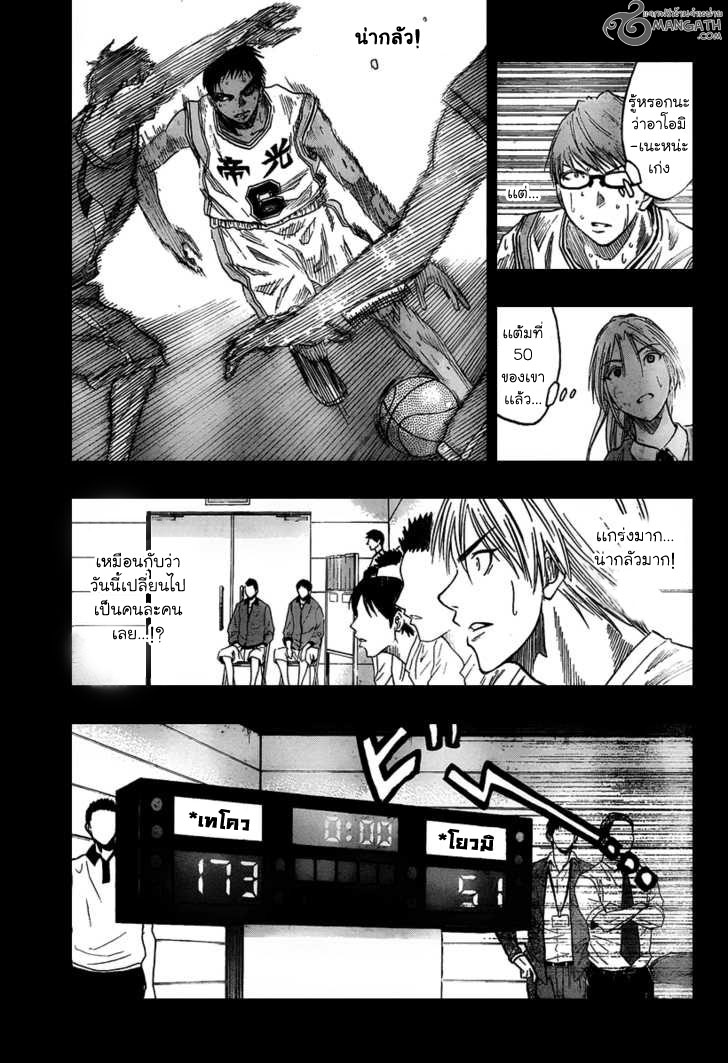 รู้หรอกนะ
ว่าอาโอมิ
-เนะหน่ะ
เก่ง
แต่...
น่ากลัว!
帝光
6
แต้มที่
50
ของเขา
แล้ว...
แกร่งมาก...
น่ากลัวมาก!
เหมือนกับว่า
วันนี้เปลี่ยนไป
เป็นคนละคน
เลย...!?
ビーーー
*เทโคว
0:00
*โยวมิ
173
51
MANGATH
.COM